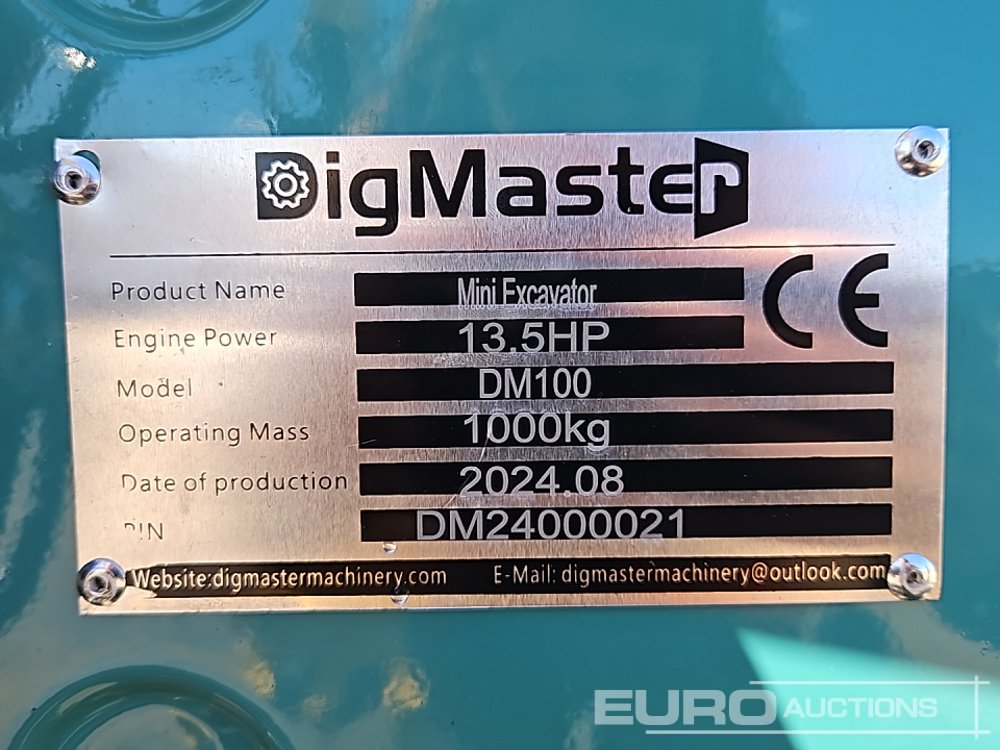 DigMaster
Product Name Mini Excavator
Engine Power 13.5HP
Model DM100
Operating Mass 1000kg
Date of production 2024.08
PIN DM24000021
CE
Website:digmastermachinery.com E-Mail: digmastermachinery@outlook.com
EURO AUCTIONS